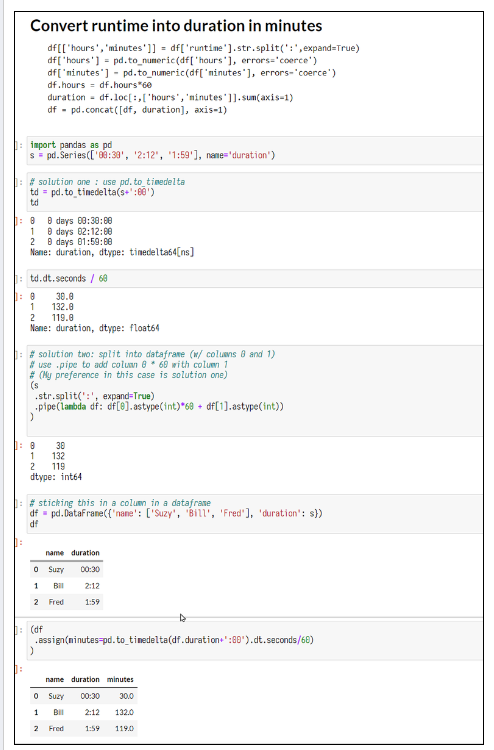 Convert runtime into duration in minutes
df[['hours','minutes']] = df['runtime'].str.split(':',expand=True)
df['hours'] = pd.to_numeric(df['hours'], errors='coerce')
df['minutes'] = pd.to_numeric(df['minutes'], errors='coerce')
df.hours = df.hours*60
duration = df.loc[:,['hours','minutes']].sum(axis=1)
df = pd.concat([df, duration], axis=1)
]: import pandas as pd
s = pd.Series(['00:30', '2:12', '1:59'], name='duration')
]: # solution one : use pd.to_timedelta
td = pd.to_timedelta(s+':00')
td
]: 0 0 days 00:30:00
1 0 days 02:12:00
2 0 days 01:59:00
Name: duration, dtype: timedelta64[ns]
]: td.dt.seconds / 60
]: 0 30.0
1 132.0
2 119.0
Name: duration, dtype: float64
]: # solution two: split into dataframe (w/ columns 0 and 1)
# use .pipe to add column 0 * 60 with column 1
# (My preference in this case is solution one)
(s
.str.split(':', expand=True)
.pipe(lambda df: df[0].astype(int)*60 + df[1].astype(int))
)
]: 0 30
1 132
2 119
dtype: int64
]: # sticking this in a column in a dataframe
df = pd.DataFrame({'name': ['Suzy', 'Bill', 'Fred'], 'duration': s})
df
]:
name duration
0 Suzy 00:30
1 Bill 2:12
2 Fred 1:59
]: (df
.assign(minutes=pd.to_timedelta(df.duration+':00').dt.seconds/60)
)
]:
name duration minutes
0 Suzy 00:30 30.0
1 Bill 2:12 132.0
2 Fred 1:59 119.0